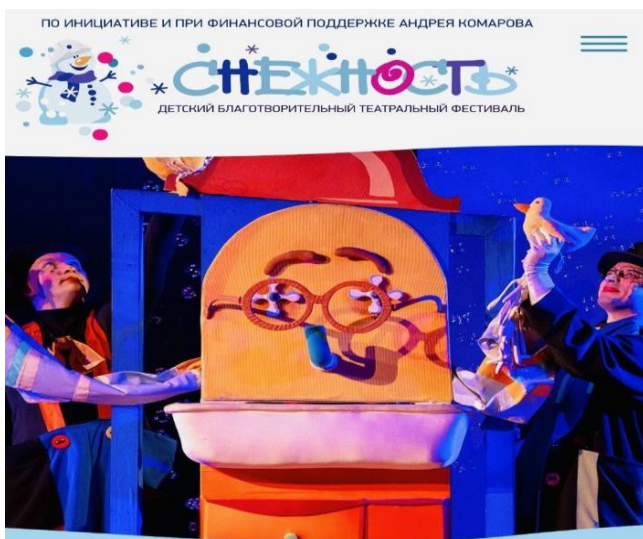 ПО ИНИЦИАТИВЕ И ПРИ ФИНАНСОВОЙ ПОДДЕРЖКЕ АНДРЕЯ КОМАРОВА
СНЕЖНОСТЬ
ДЕТСКИЙ БЛАГОТВОРИТЕЛЬНЫЙ ТЕАТРАЛЬНЫЙ ФЕСТИВАЛЬ